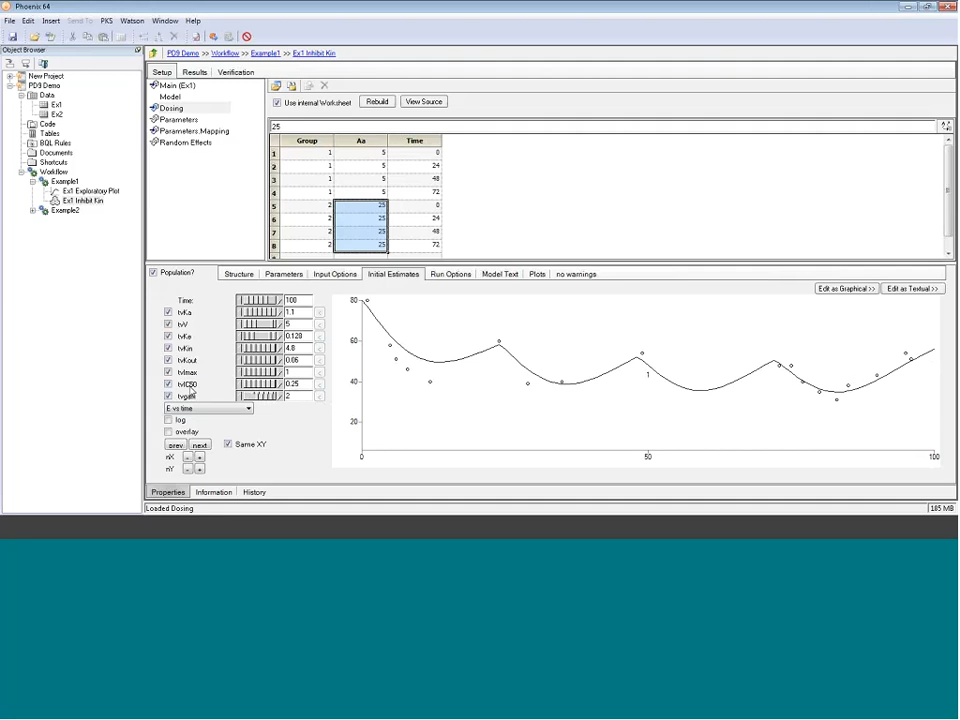 Phoenix 64
File Edit Insert Send To PKS Watson Window Help
Object Browser
PD9 Demo >> Workflow >> Example1 >> Ex1 Inhibit Kin
New Project
PD9 Demo
Data
Ex1
Ex2
Code
Tables
BQL Rules
Documents
Shortcuts
Workflow
Example1
Ex1 Exploratory Plot
Ex1 Inhibit Kin
Example2
Setup Results Verification
Main (Ex1)
Model
Dosing
Parameters
Parameters.Mapping
Random Effects
Use internal Worksheet Rebuild View Source
25
Group Aa Time
1 1 5 0
2 1 5 24
3 1 5 48
4 1 5 72
5 2 25 0
6 2 25 24
7 2 25 48
8 2 25 72
Population? Structure Parameters Input Options Initial Estimates Run Options Model Text Plots no warnings
Edit as Graphical >> Edit as Textual >>
Time: 100
tvKa 1.1
tvV 5
tvKe 0.128
tvKin 4.8
tvKout 0.06
tvImax 1
tvIC50 0.25
tvgam 2
E vs time
log
overlay
prev next Same XY
nX - +
nY - +
80
60
40
20
1
0 50 100
Properties Information History
Loaded Dosing 185 MB